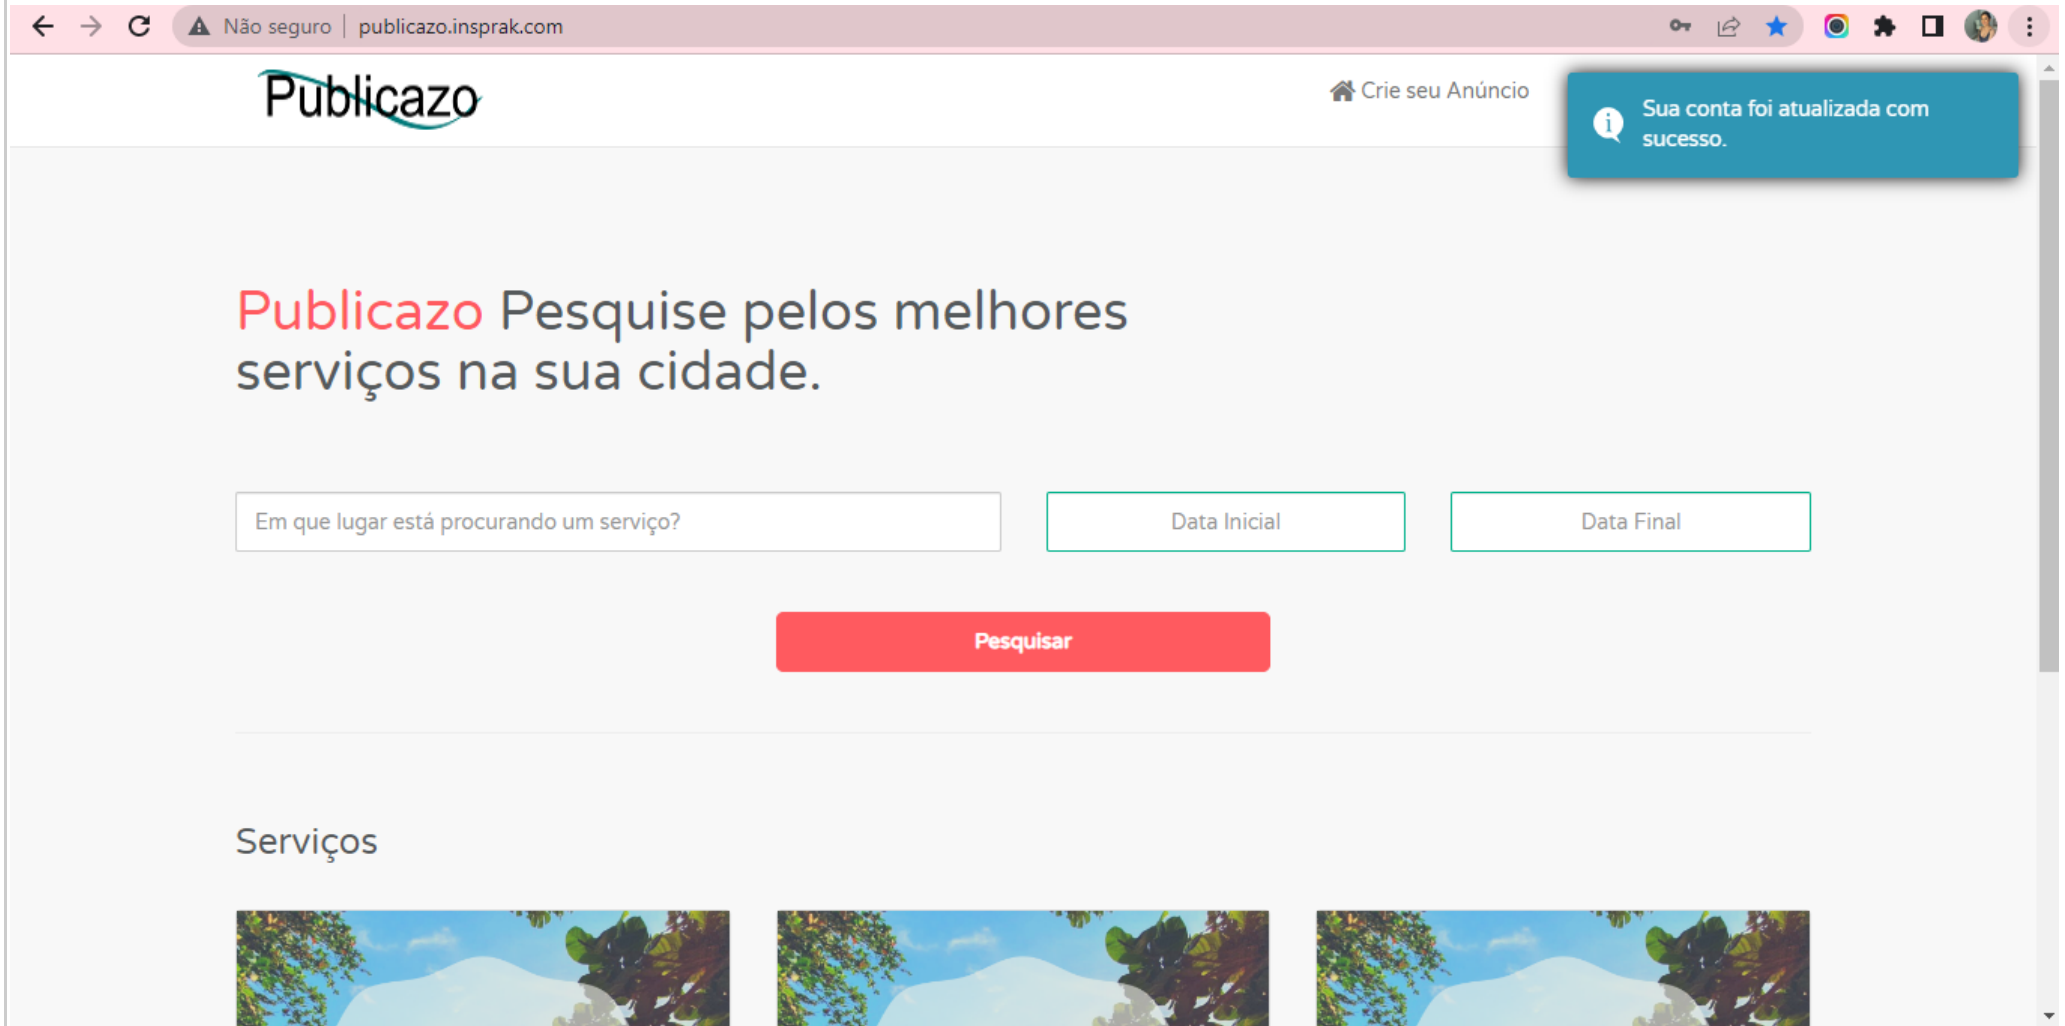 Não seguro | publicazo.insprak.com
Publicazo
Crie seu Anúncio
Sua conta foi atualizada com
sucesso.
Publicazo Pesquise pelos melhores
serviços na sua cidade.
Em que lugar está procurando um serviço?
Data Inicial
Data Final
Pesquisar
Serviços